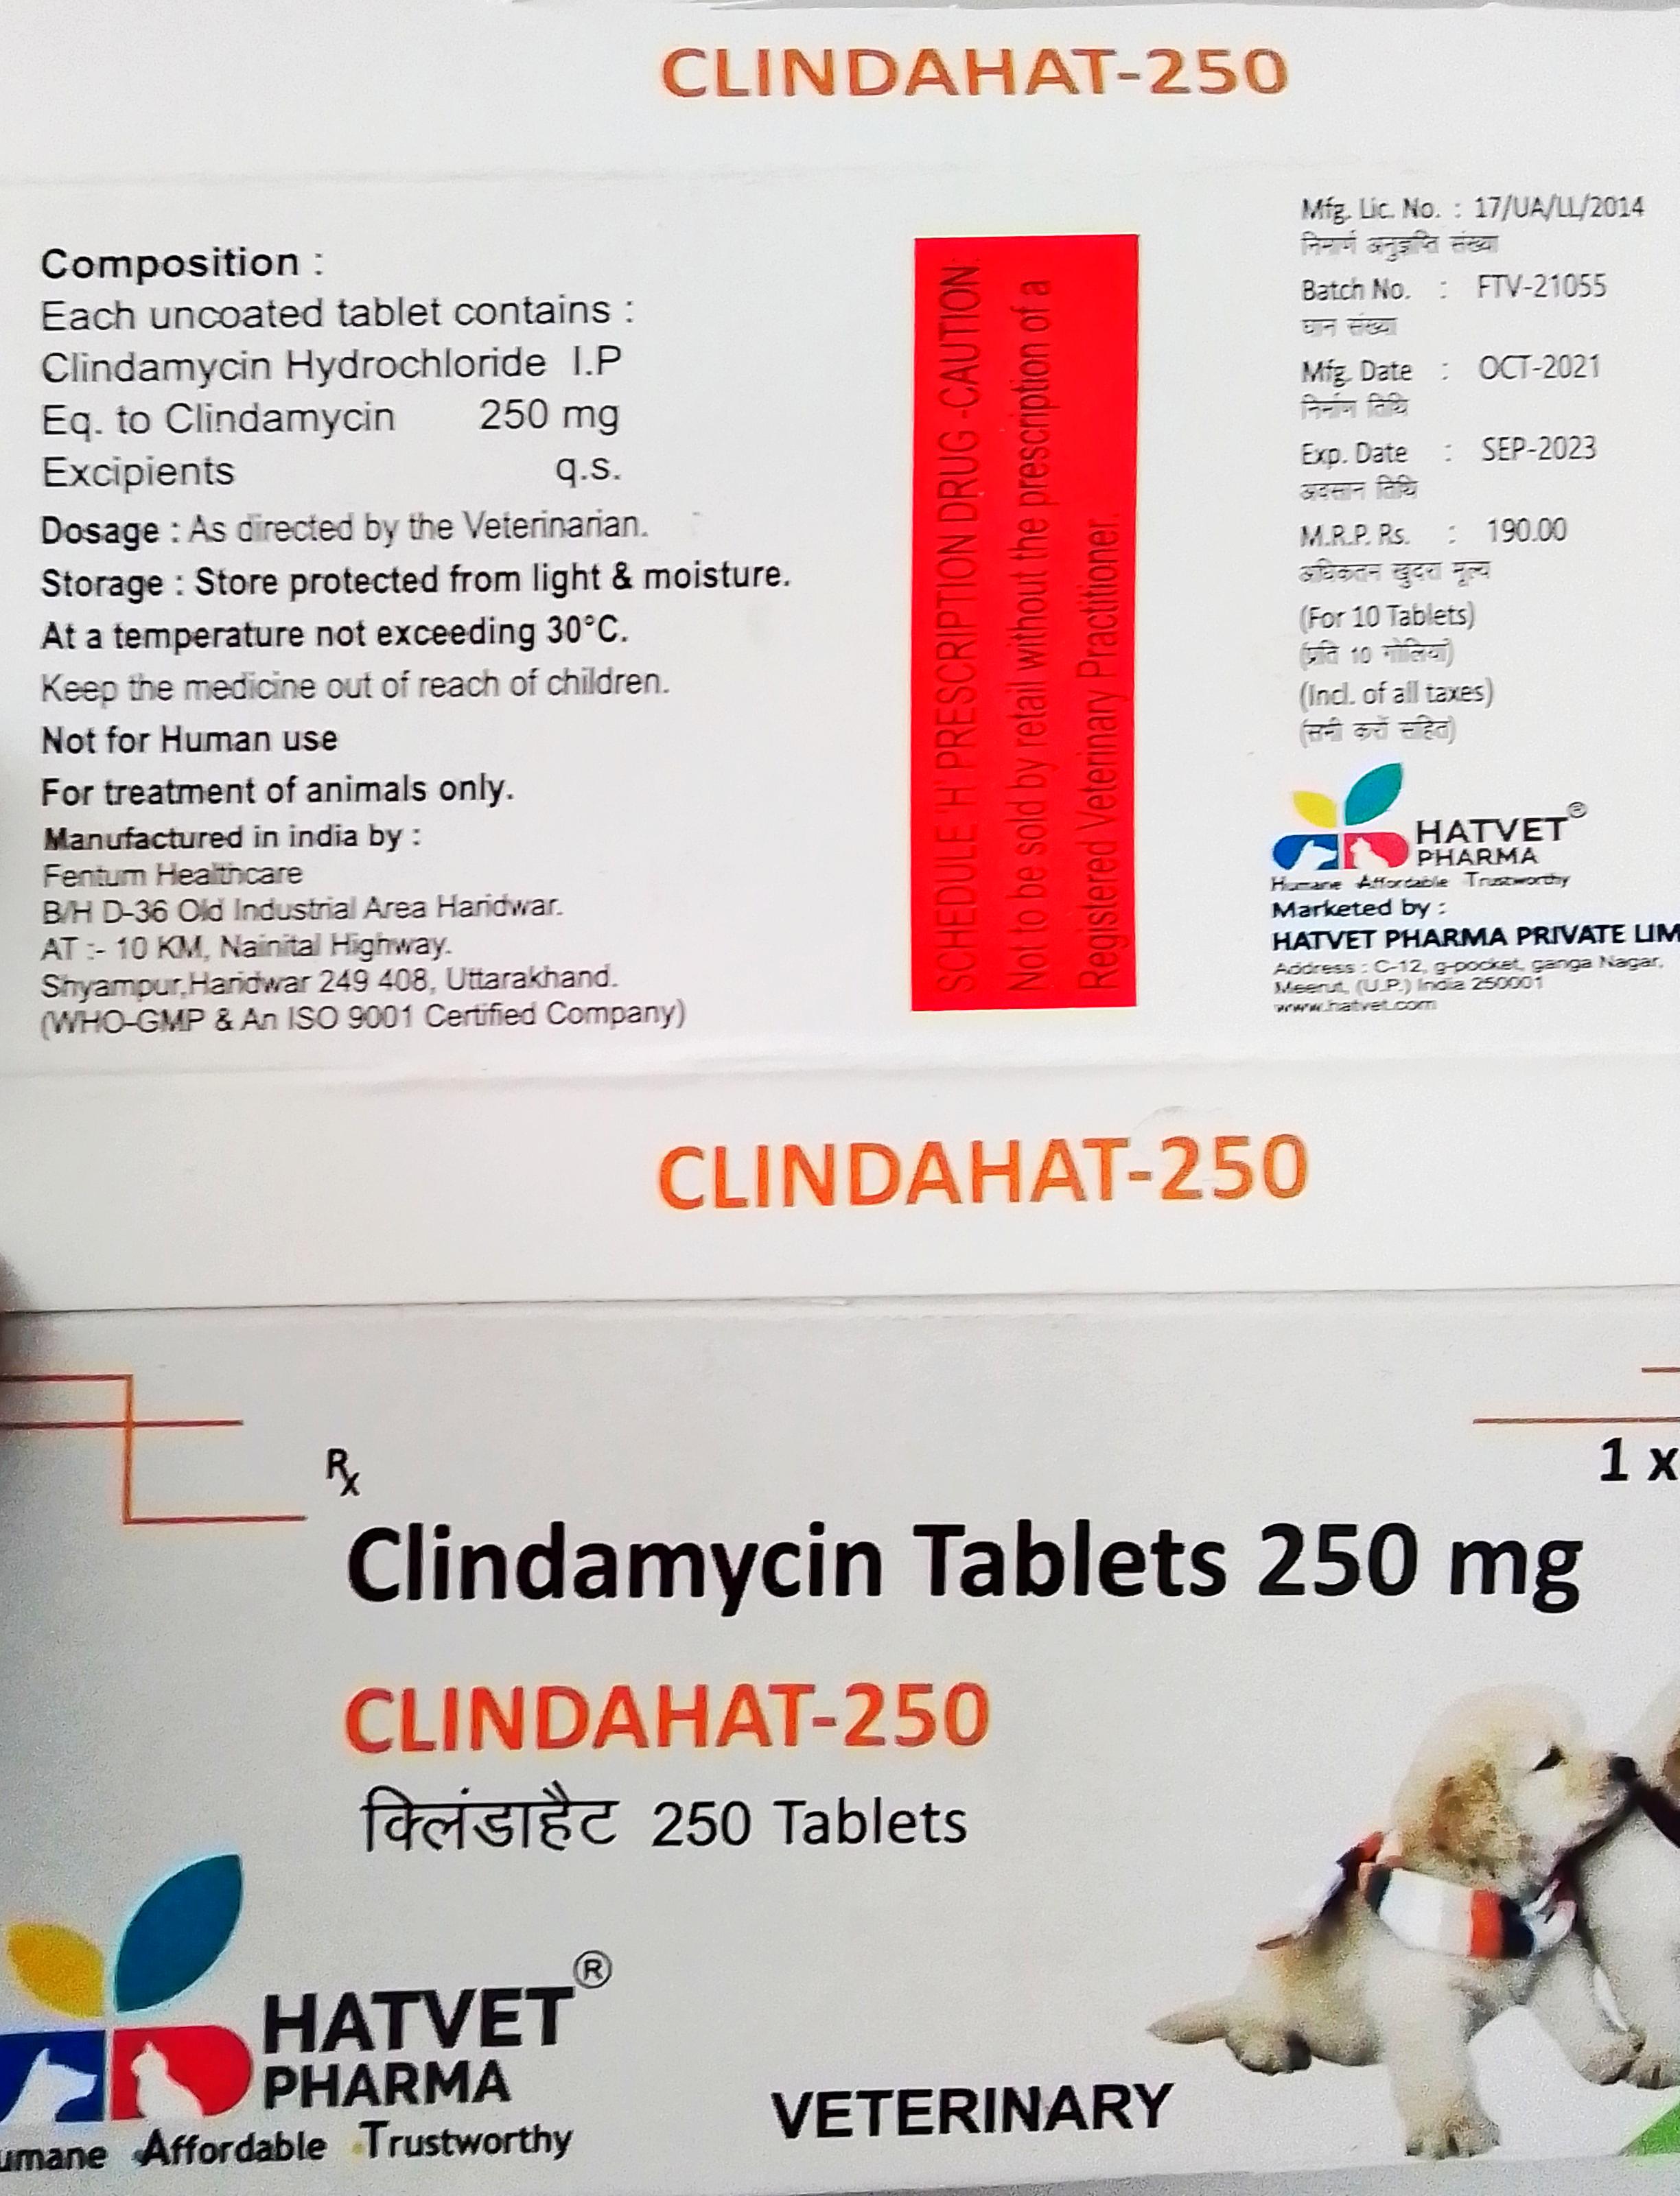 CLINDAHAT-250
Composition :
Each uncoated tablet contains :
Clindamycin Hydrochloride I.P
Eq. to Clindamycin 250 mg
Excipients q.s.
Dosage : As directed by the Veterinarian.
Storage : Store protected from light & moisture.
At a temperature not exceeding 30°C.
Keep the medicine out of reach of children.
Not for Human use
For treatment of animals only.
Manufactured in india by :
Fentum Healthcare
B/H D-36 Old Industrial Area Haridwar.
AT :- 10 KM, Nainital Highway.
Shyampur,Haridwar 249 408, Uttarakhand.
(WHO-GMP & An ISO 9001 Certified Company)
SCHEDULE 'H' PRESCRIPTION DRUG -CAUTION:
Not to be sold by retail without the prescription of a
Registered Veterinary Practitioner.
Mfg. Lic. No. : 17/UA/LL/2014
निमार्ण अनुज्ञप्ति संख्या
Batch No. : FTV-21055
घान संख्या
Mfg. Date : OCT-2021
निर्माण तिथि
Exp. Date : SEP-2023
अवसान तिथि
M.R.P. Rs. : 190.00
अधिकतन खुदरा मूल्य
(For 10 Tablets)
(प्रति 10 गोलियां)
(Incl. of all taxes)
(सभी करों सहित)
HATVET®
PHARMA
Humane Affordable Trustworthy
Marketed by :
HATVET PHARMA PRIVATE LIM
Address : C-12, g-pocket, ganga Nagar,
Meerut, (U.P.) India 250001
www.hatvet.com
CLINDAHAT-250
Rx
1 x
Clindamycin Tablets 250 mg
CLINDAHAT-250
क्लिंडाहैट 250 Tablets
HATVET®
PHARMA
umane Affordable Trustworthy
VETERINARY